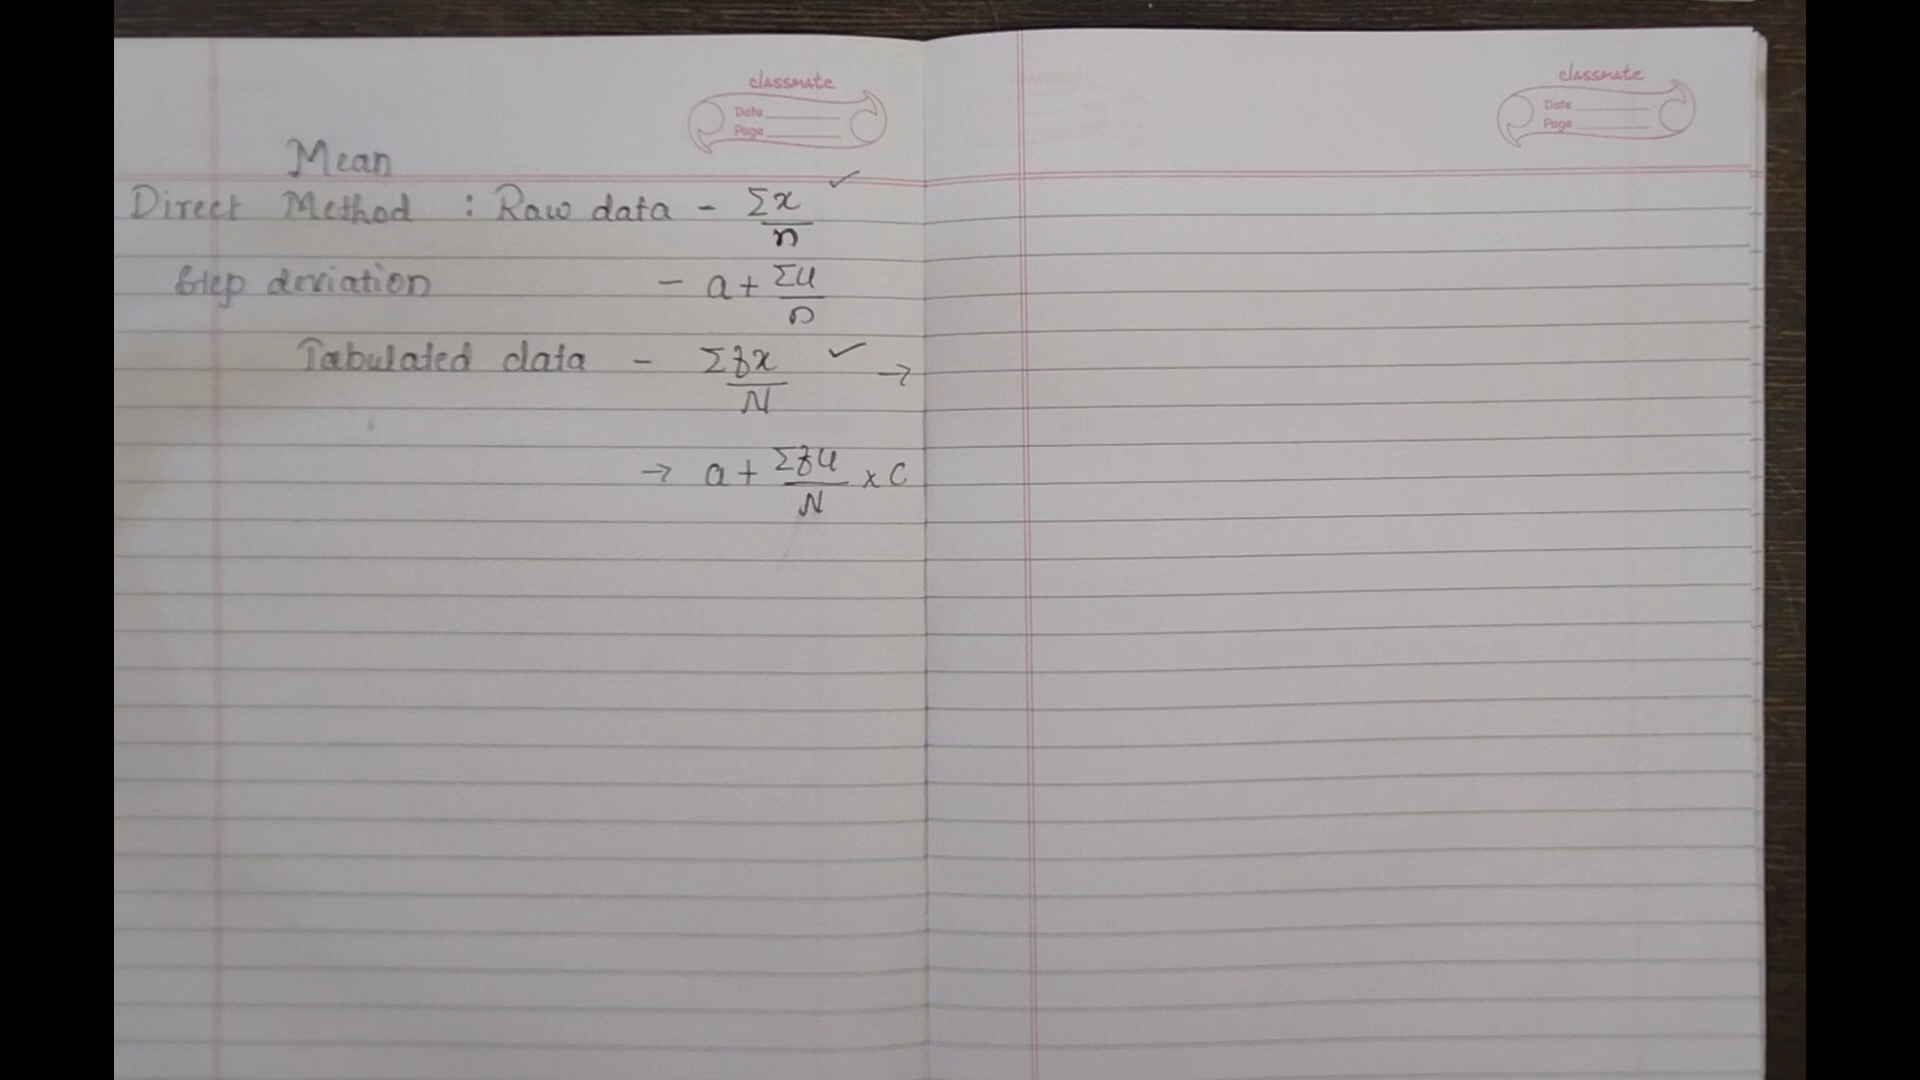 classmate
Date
Page
classmate
Date
Page
Mean
Direct Method : Raw data - Σx/n ✓
Step deviation - a + Σu/n
Tabulated data - Σfx/N ✓ →
→ a + Σfu/N × C